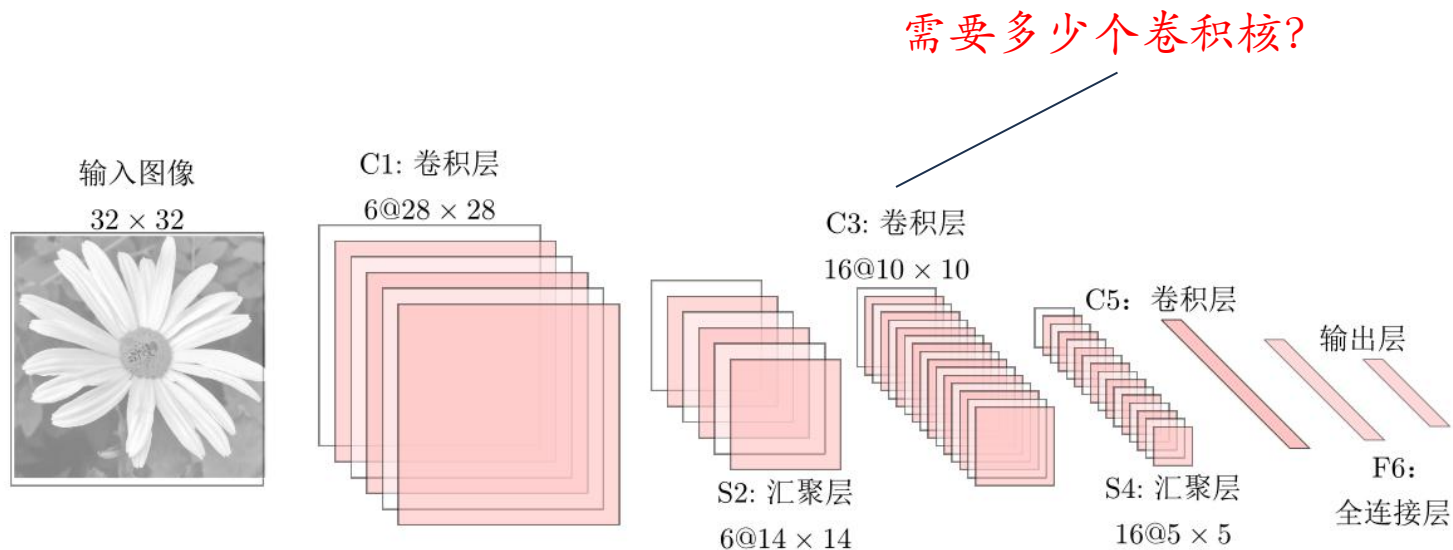 需要多少个卷积核?
输入图像
32 × 32
C1: 卷积层
6@28 × 28
S2: 汇聚层
6@14 × 14
C3: 卷积层
16@10 × 10
S4: 汇聚层
16@5 × 5
C5: 卷积层
F6:
全连接层
输出层